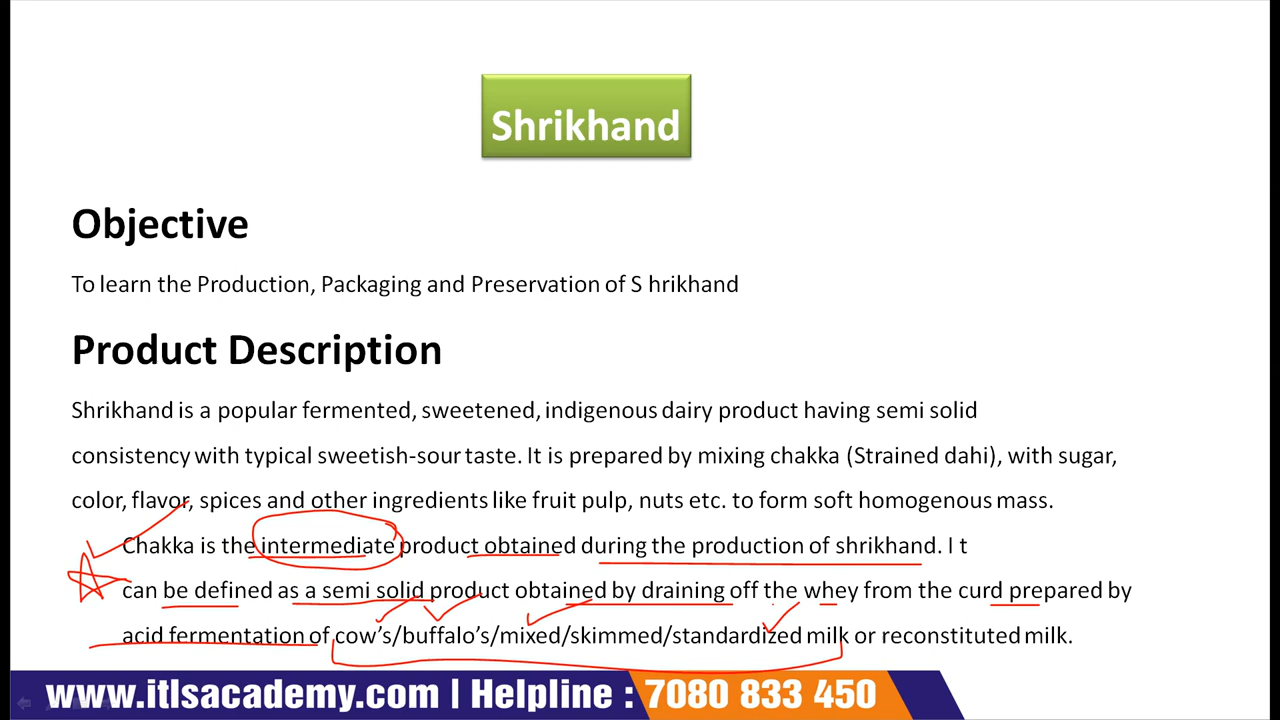 Shrikhand
Objective
To learn the Production, Packaging and Preservation of S hrikhand
Product Description
Shrikhand is a popular fermented, sweetened, indigenous dairy product having semi solid
consistency with typical sweetish-sour taste. It is prepared by mixing chakka (Strained dahi), with sugar,
color, flavor, spices and other ingredients like fruit pulp, nuts etc. to form soft homogenous mass.
Chakka is the intermediate product obtained during the production of shrikhand. I t
can be defined as a semi solid product obtained by draining off the whey from the curd prepared by
acid fermentation of cow's/buffalo's/mixed/skimmed/standardized milk or reconstituted milk.
www.itlsacademy.com | Helpline : 7080 833 450